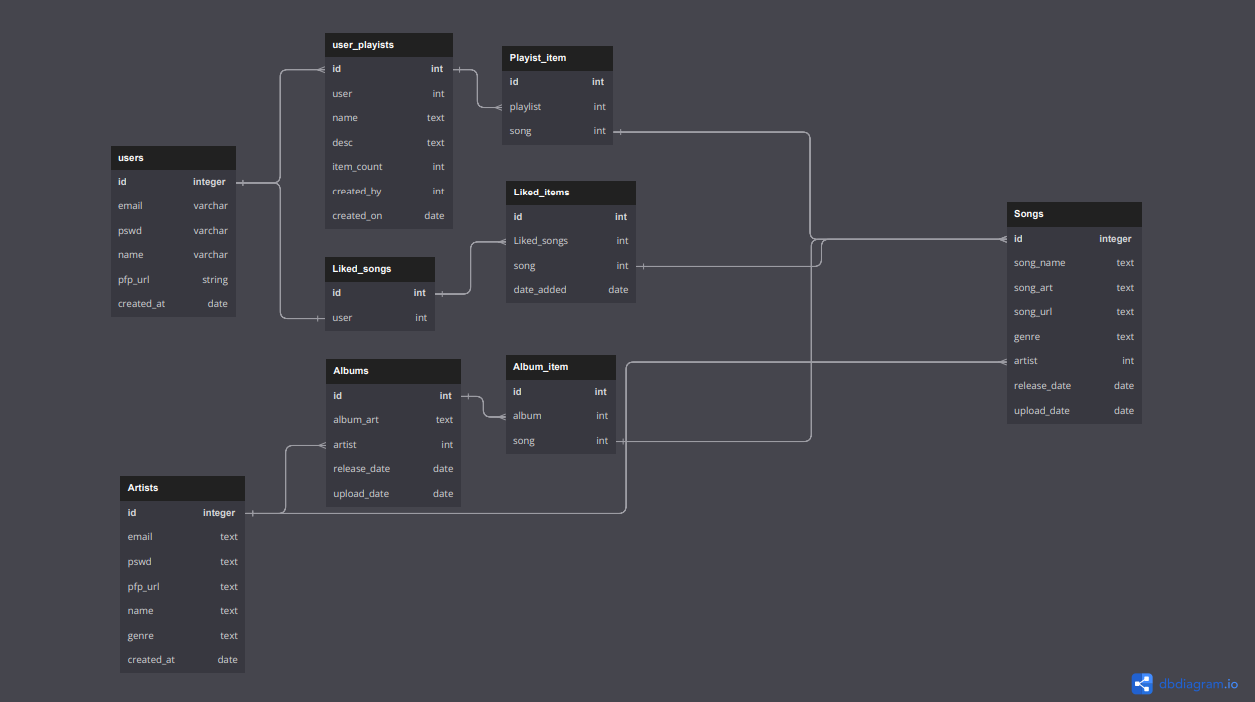 user_playists
id int
user int
name text
desc text
item_count int
created_by int
created_on date
Playist_item
id int
playlist int
song int
users
id integer
email varchar
pswd varchar
name varchar
pfp_url string
created_at date
Liked_items
id int
Liked_songs int
song int
date_added date
Songs
id integer
song_name text
song_art text
song_url text
genre text
artist int
release_date date
upload_date date
Liked_songs
id int
user int
Albums
id int
album_art text
artist int
release_date date
upload_date date
Album_item
id int
album int
song int
Artists
id integer
email text
pswd text
pfp_url text
name text
genre text
created_at date
dbdiagram.io